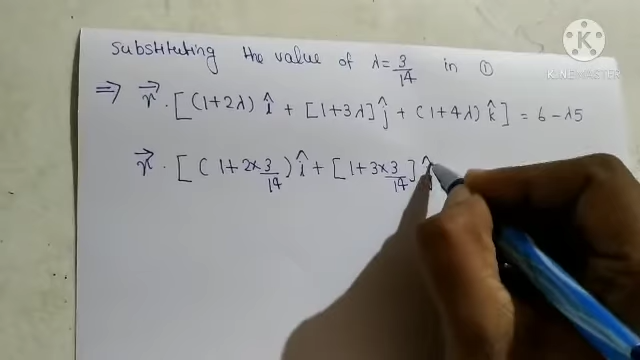 Substituting the value of λ = 3/14 in ①
⇒ r⃗ . [(1+2λ) î + [1+3λ] ĵ + (1+4λ) k̂] = 6 - λ5
r⃗ . [(1+2×3/14) î + [1+3×3/14] ĵ
KINEMASTER